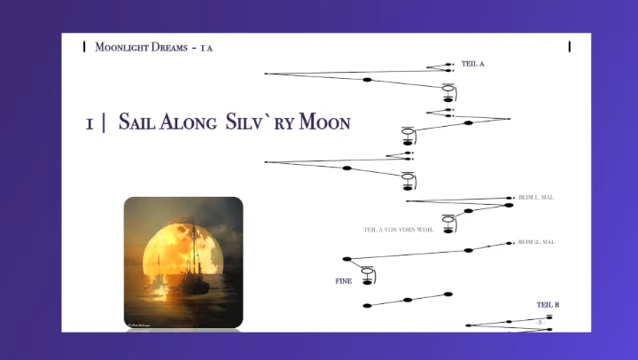 Moonlight Dreams - 1 A
TEIL A
1 | Sail Along Silv`ry Moon
BEIM 1. MAL
TEIL A VON VORN WDH.
BEIM 2. MAL
FINE
TEIL B
- 3 -